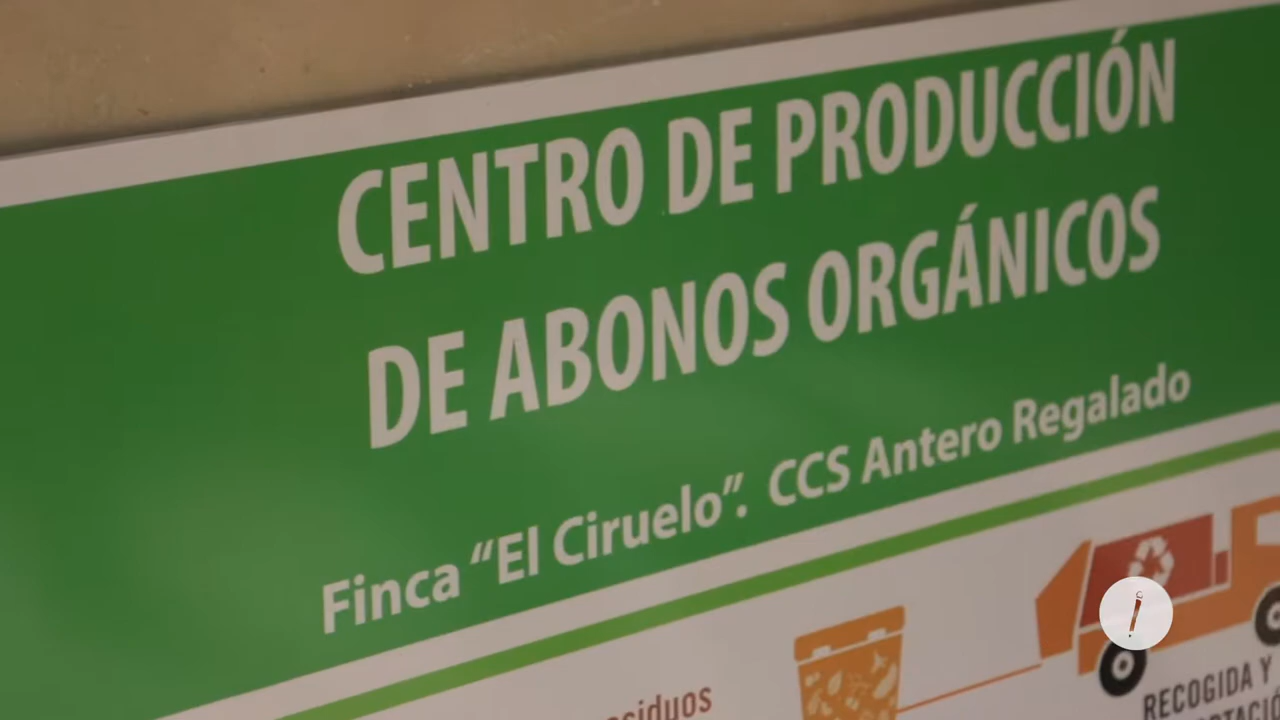 CENTRO DE PRODUCCIÓN
DE ABONOS ORGÁNICOS
Finca “El Ciruelo”. CCS Antero Regalado
RECOGIDA Y